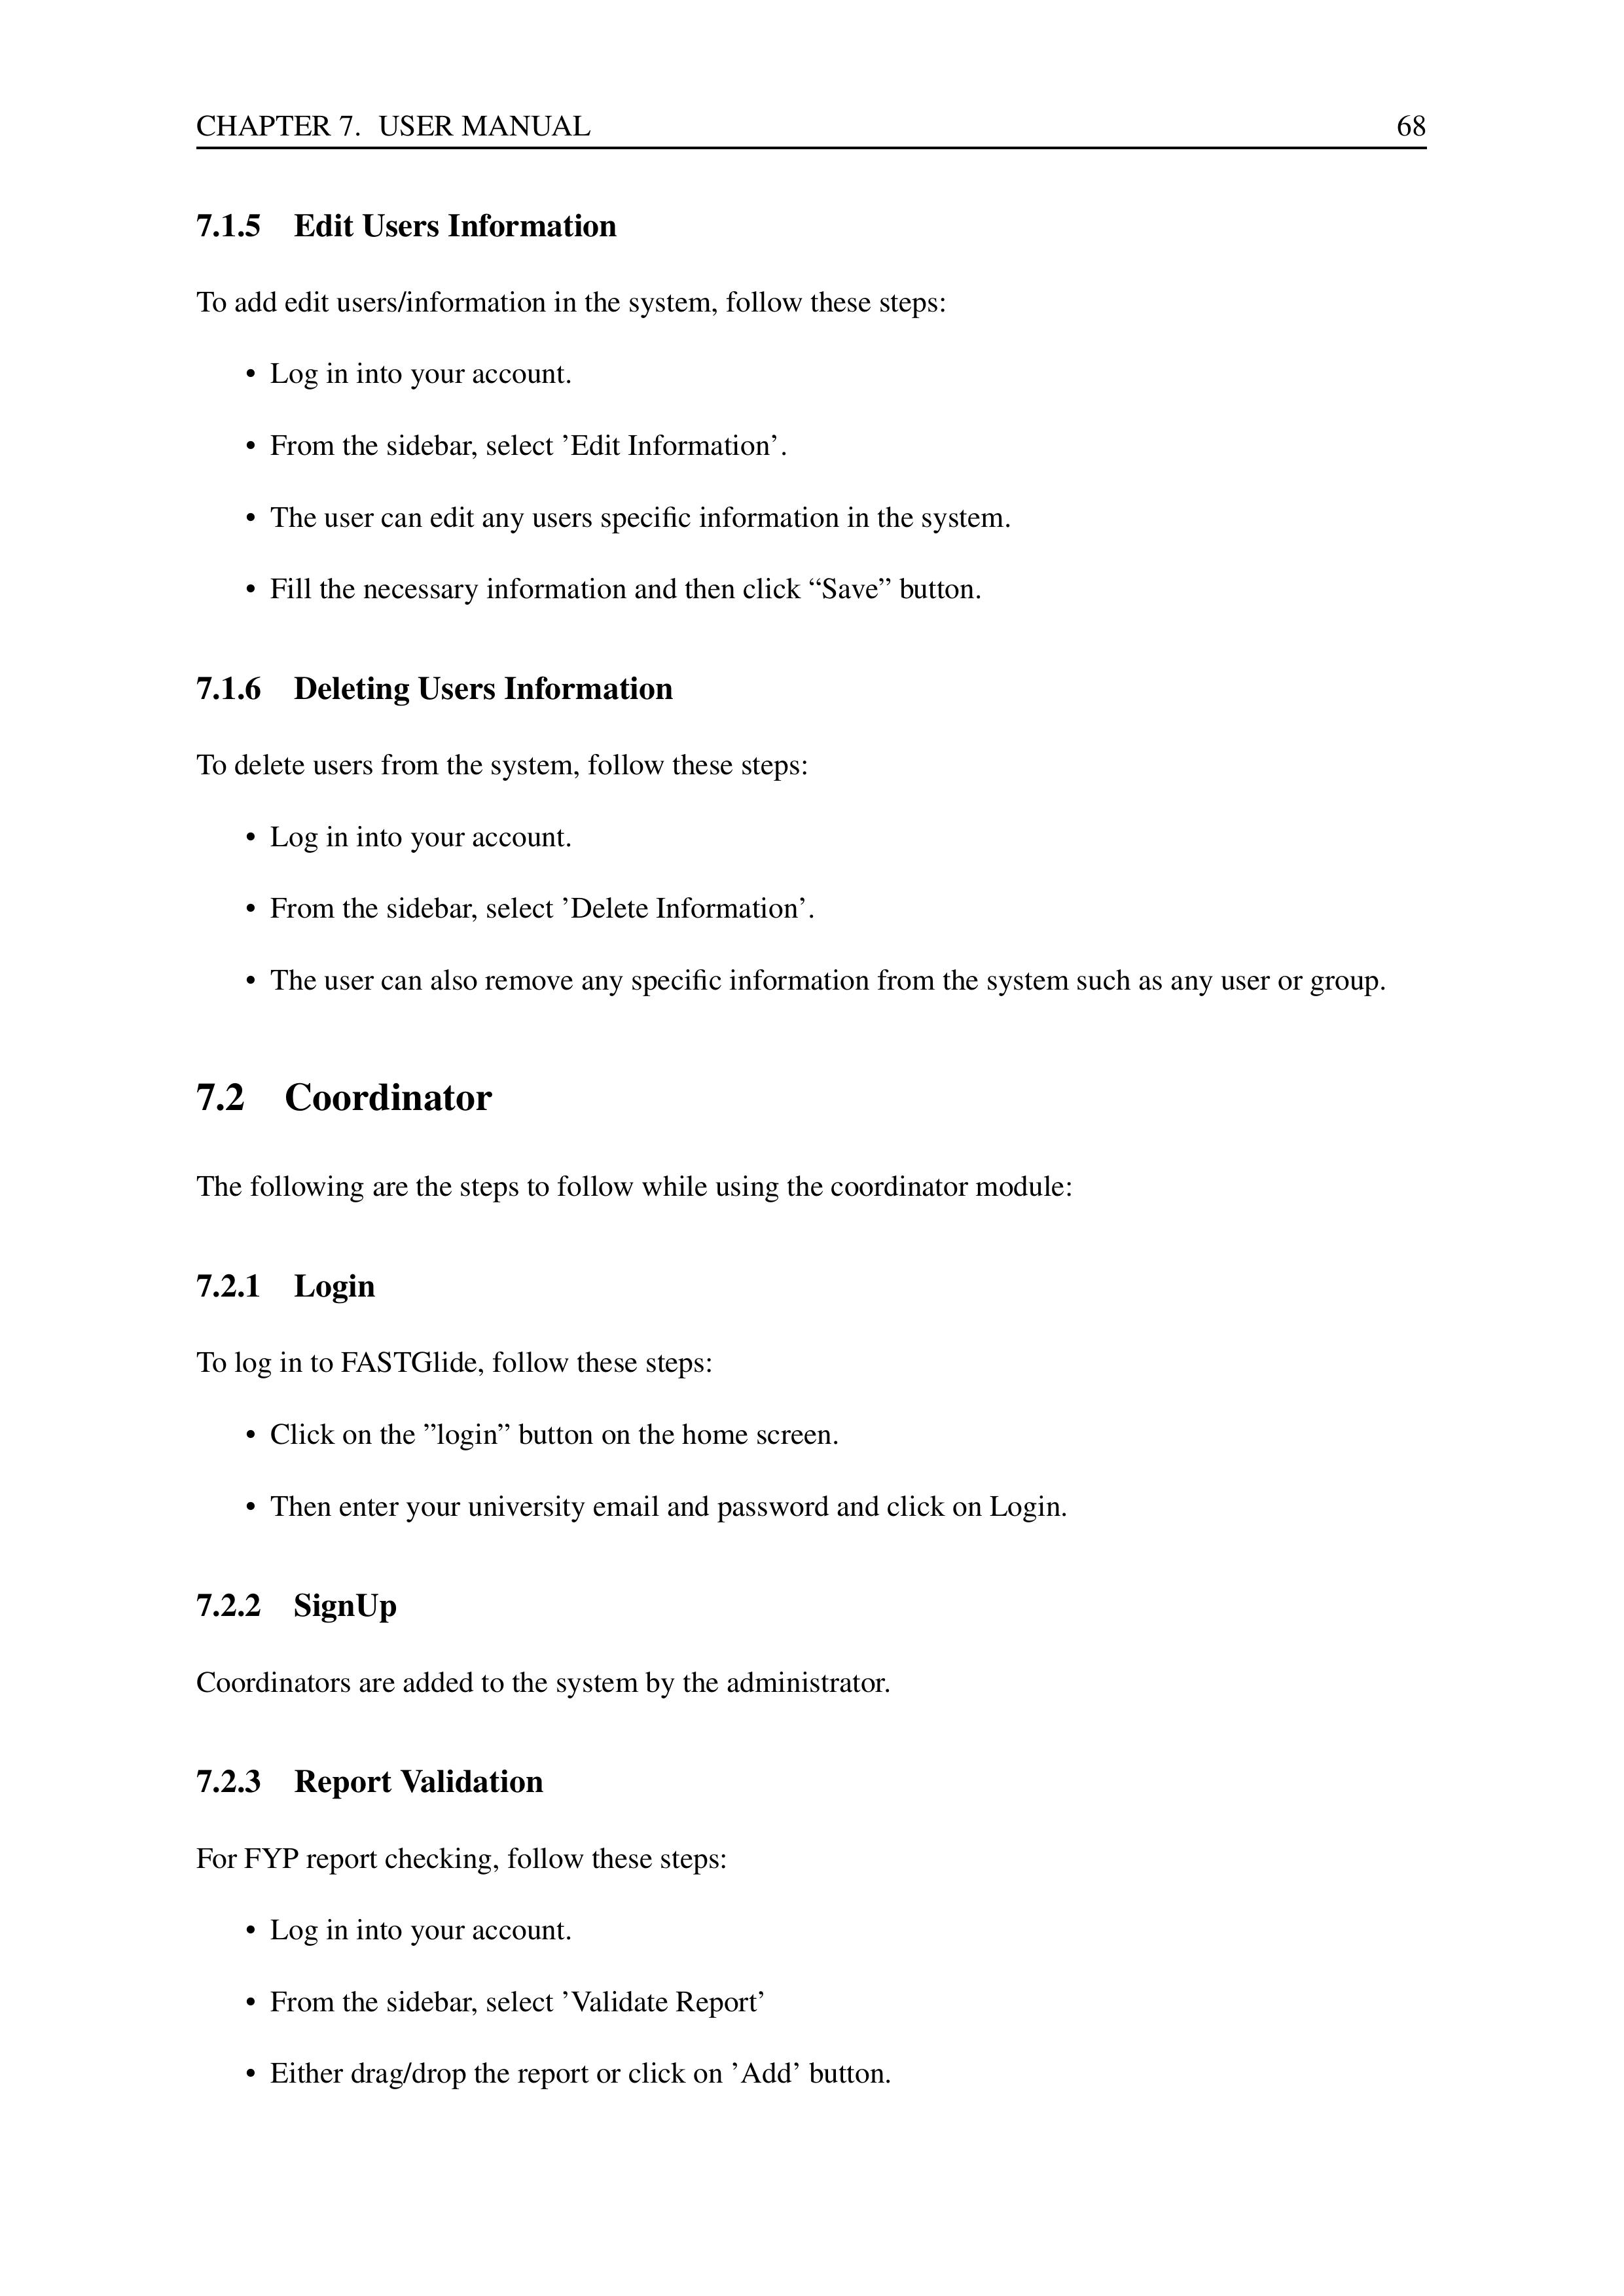 CHAPTER 7. USER MANUAL 68
7.1.5 Edit Users Information
To add edit users/information in the system, follow these steps:
• Log in into your account.
• From the sidebar, select ’Edit Information’.
• The user can edit any users specific information in the system.
• Fill the necessary information and then click “Save” button.
7.1.6 Deleting Users Information
To delete users from the system, follow these steps:
• Log in into your account.
• From the sidebar, select ’Delete Information’.
• The user can also remove any specific information from the system such as any user or group.
7.2 Coordinator
The following are the steps to follow while using the coordinator module:
7.2.1 Login
To log in to FASTGlide, follow these steps:
• Click on the ”login” button on the home screen.
• Then enter your university email and password and click on Login.
7.2.2 SignUp
Coordinators are added to the system by the administrator.
7.2.3 Report Validation
For FYP report checking, follow these steps:
• Log in into your account.
• From the sidebar, select ’Validate Report’
• Either drag/drop the report or click on ’Add’ button.